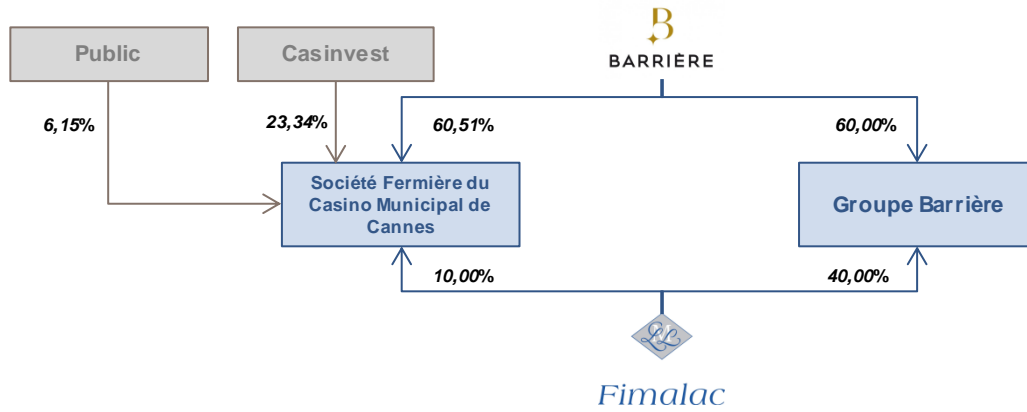 B
BARRIÈRE
Public
Casinvest
6,15%
23,34%
60,51%
60,00%
Société Fermière du
Casino Municipal de
Cannes
Groupe Barrière
10,00%
40,00%
Fimalac